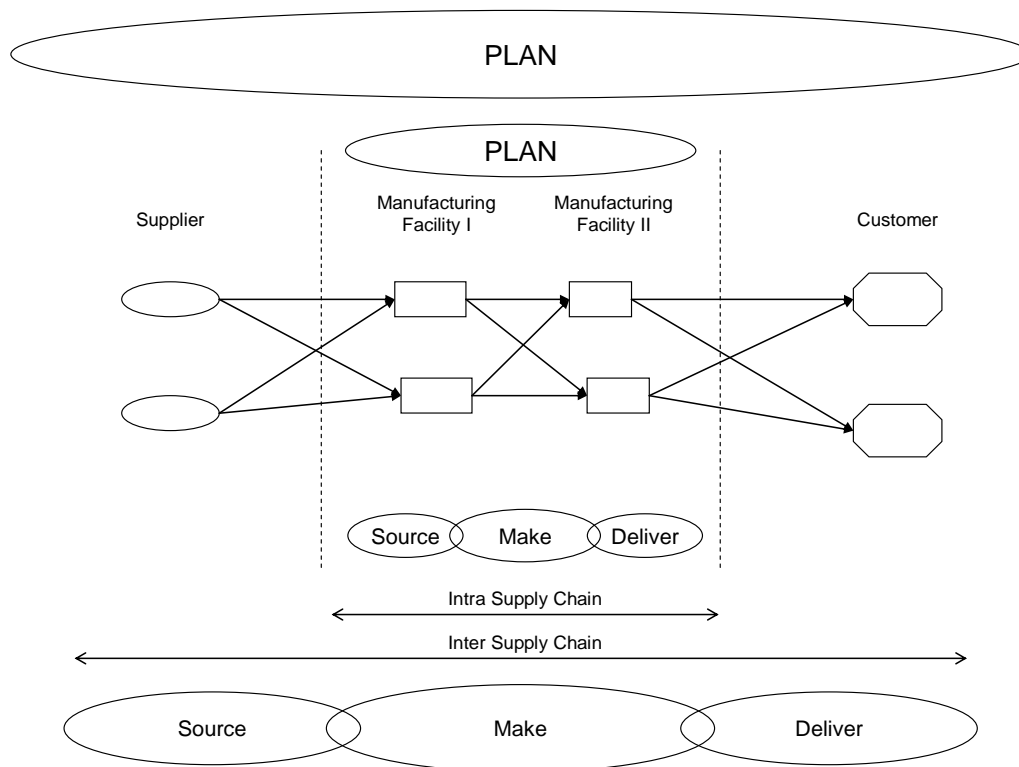 PLAN
PLAN
Manufacturing
Facility I
Manufacturing
Facility II
Supplier
Customer
Source
Make
Deliver
Intra Supply Chain
Inter Supply Chain
Source
Make
Deliver